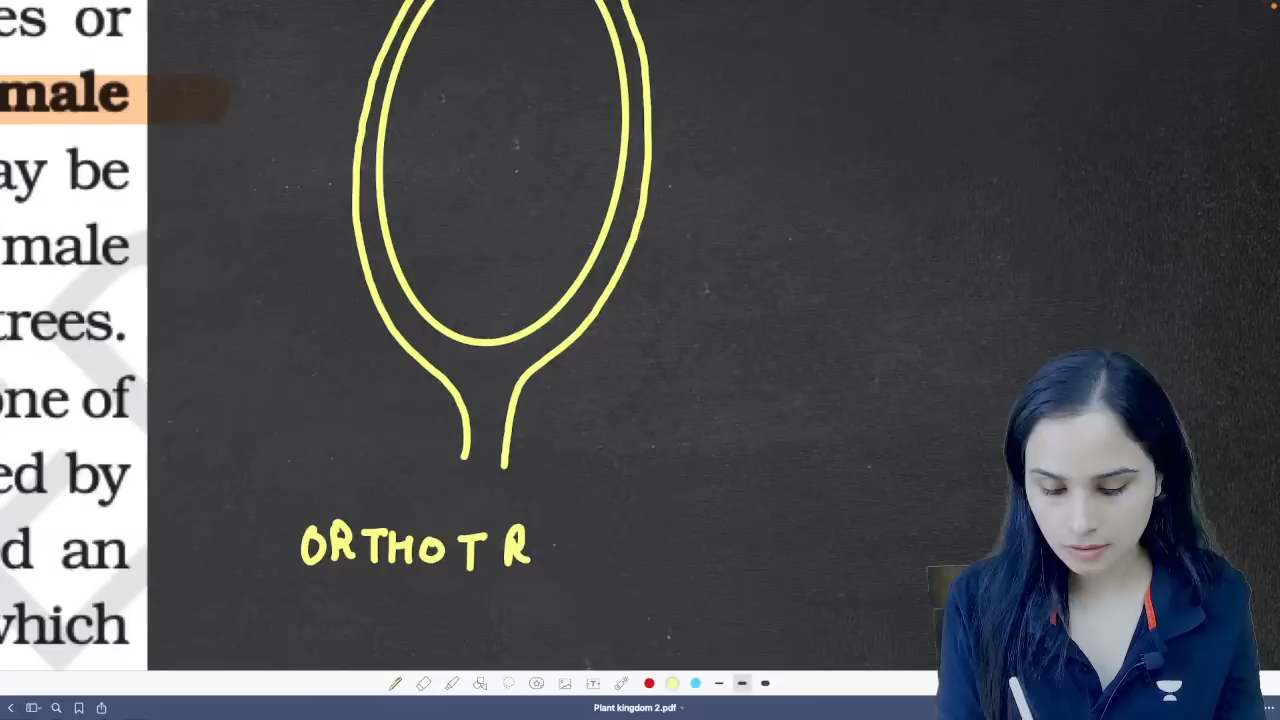 es or
male
ay be
male
trees.
one of
ed by
d an
which
ORTHOTR
Plant kingdom 2.pdf